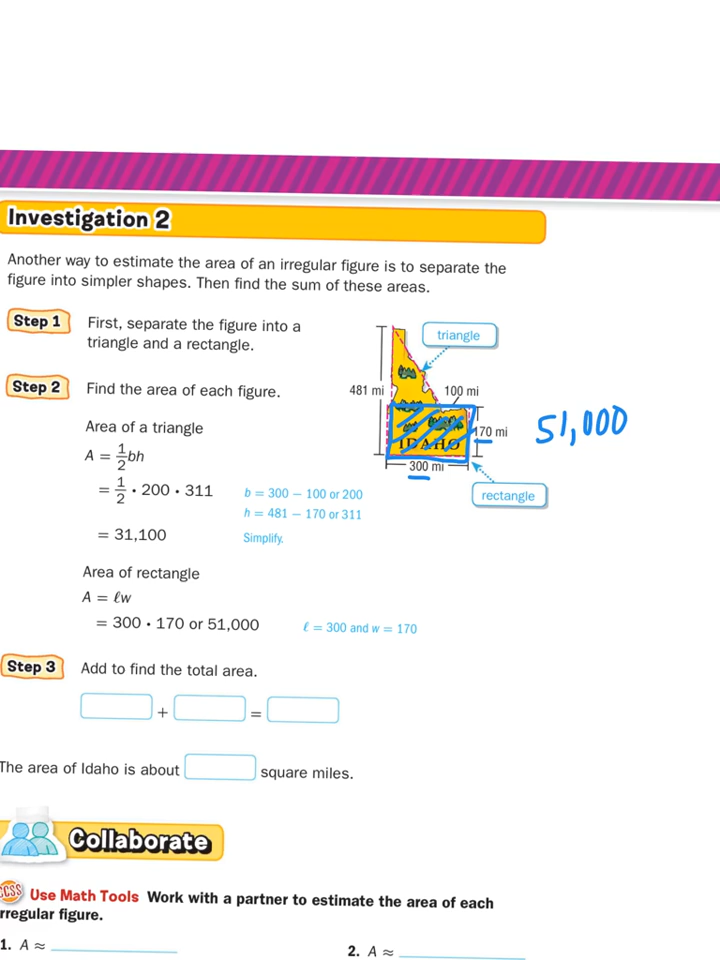 Investigation 2
Another way to estimate the area of an irregular figure is to separate the
figure into simpler shapes. Then find the sum of these areas.
Step 1
First, separate the figure into a
triangle and a rectangle.
triangle
481 mi
100 mi
170 mi
51,000
IDAHO
300 mi
rectangle
Step 2
Find the area of each figure.
Area of a triangle
A = 1/2 bh
= 1/2 • 200 • 311
b = 300 − 100 or 200
h = 481 − 170 or 311
= 31,100
Simplify.
Area of rectangle
A = ℓw
= 300 • 170 or 51,000
ℓ = 300 and w = 170
Step 3
Add to find the total area.
+ =
The area of Idaho is about square miles.
Collaborate
CCSS Use Math Tools Work with a partner to estimate the area of each
rregular figure.
1. A ≈
2. A ≈